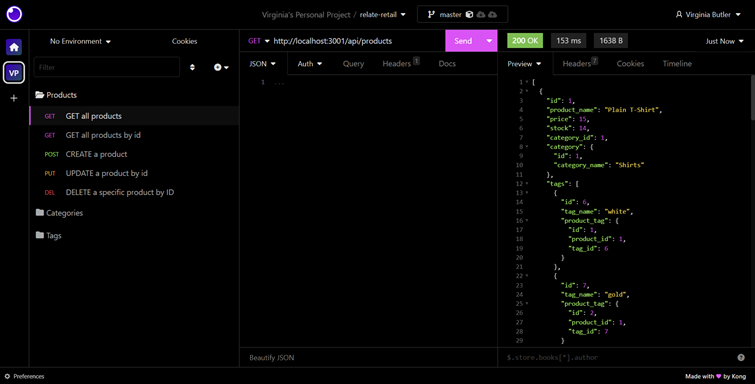 Virginia's Personal Project / relate-retail
master
Virginia Butler
No Environment
Cookies
GET http://localhost:3001/api/products
Send
200 OK
153 ms
1638 B
Just Now
VP
Filter
JSON
Auth
Query
Headers 1
Docs
Preview
Headers 7
Cookies
Timeline
Products
GET GET all products
GET GET all products by id
POST CREATE a product
PUT UPDATE a product by id
DEL DELETE a specific product by ID
Categories
Tags
1 ...
1 [
2 {
3 "id": 1,
4 "product_name": "Plain T-Shirt",
5 "price": 15,
6 "stock": 14,
7 "category_id": 1,
8 "category": {
9 "id": 1,
10 "category_name": "Shirts"
11 },
12 "tags": [
13 {
14 "id": 6,
15 "tag_name": "white",
16 "product_tag": {
17 "id": 1,
18 "product_id": 1,
19 "tag_id": 6
20 }
21 },
22 {
23 "id": 7,
24 "tag_name": "gold",
25 "product_tag": {
26 "id": 2,
27 "product_id": 1,
28 "tag_id": 7
29 }
Beautify JSON
$.store.books[*].author
Preferences
Made with ♥ by Kong